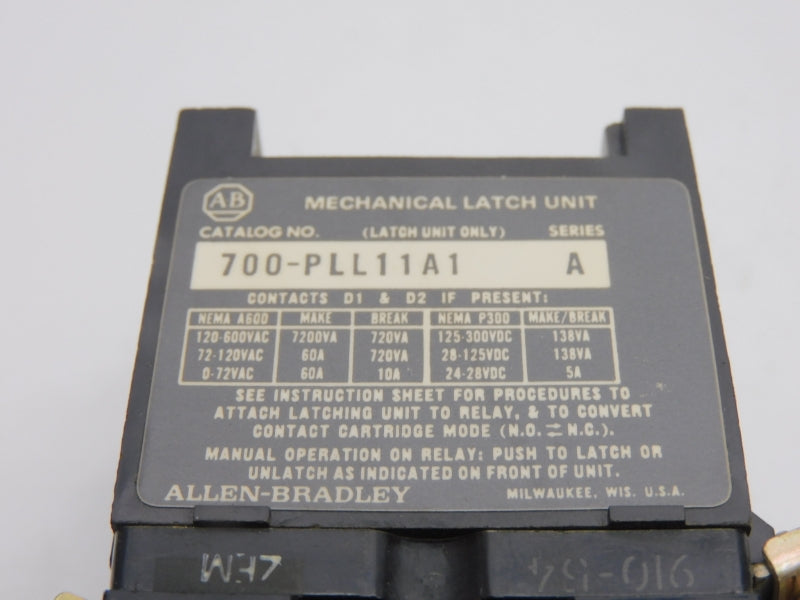 AB MECHANICAL LATCH UNIT
CATALOG NO. (LATCH UNIT ONLY) SERIES
700-PLL11A1 A
CONTACTS D1 & D2 IF PRESENT:
NEMA A600 MAKE BREAK NEMA P300 MAKE/BREAK
120-600VAC 7200VA 720VA 125-300VDC 138VA
72-120VAC 60A 720VA 28-125VDC 138VA
0-72VAC 60A 10A 24-28VDC 5A
SEE INSTRUCTION SHEET FOR PROCEDURES TO
ATTACH LATCHING UNIT TO RELAY, & TO CONVERT
CONTACT CARTRIDGE MODE (N.O. ⇄ N.C.).
MANUAL OPERATION ON RELAY: PUSH TO LATCH OR
UNLATCH AS INDICATED ON FRONT OF UNIT.
ALLEN-BRADLEY MILWAUKEE, WIS. U.S.A.